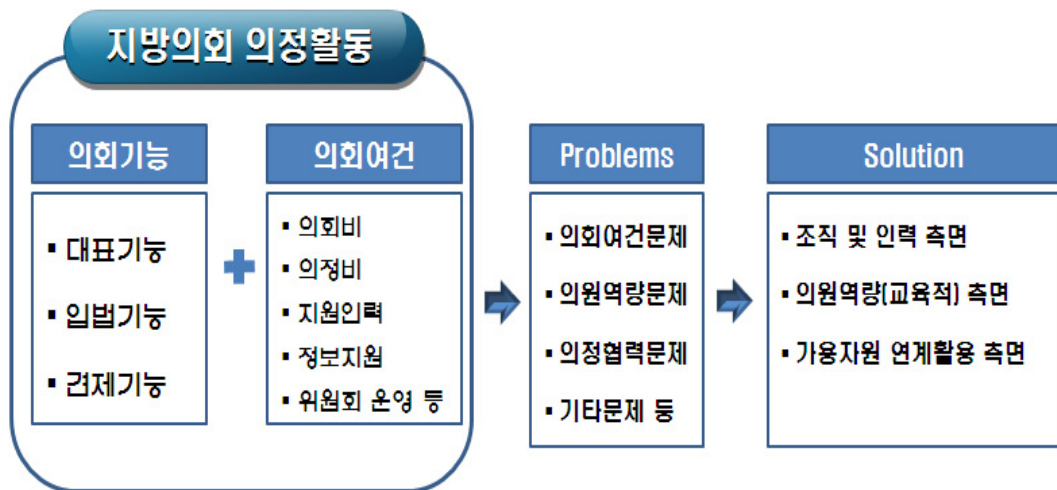 지방의회 의정활동
의회기능
▪ 대표기능
▪ 입법기능
▪ 견제기능
의회여건
▪ 의회비
▪ 의정비
▪ 지원인력
▪ 정보지원
▪ 위원회 운영 등
Problems
▪ 의회여건문제
▪ 의원역량문제
▪ 의정협력문제
▪ 기타문제 등
Solution
▪ 조직 및 인력 측면
▪ 의원역량(교육적) 측면
▪ 가용자원 연계활용 측면